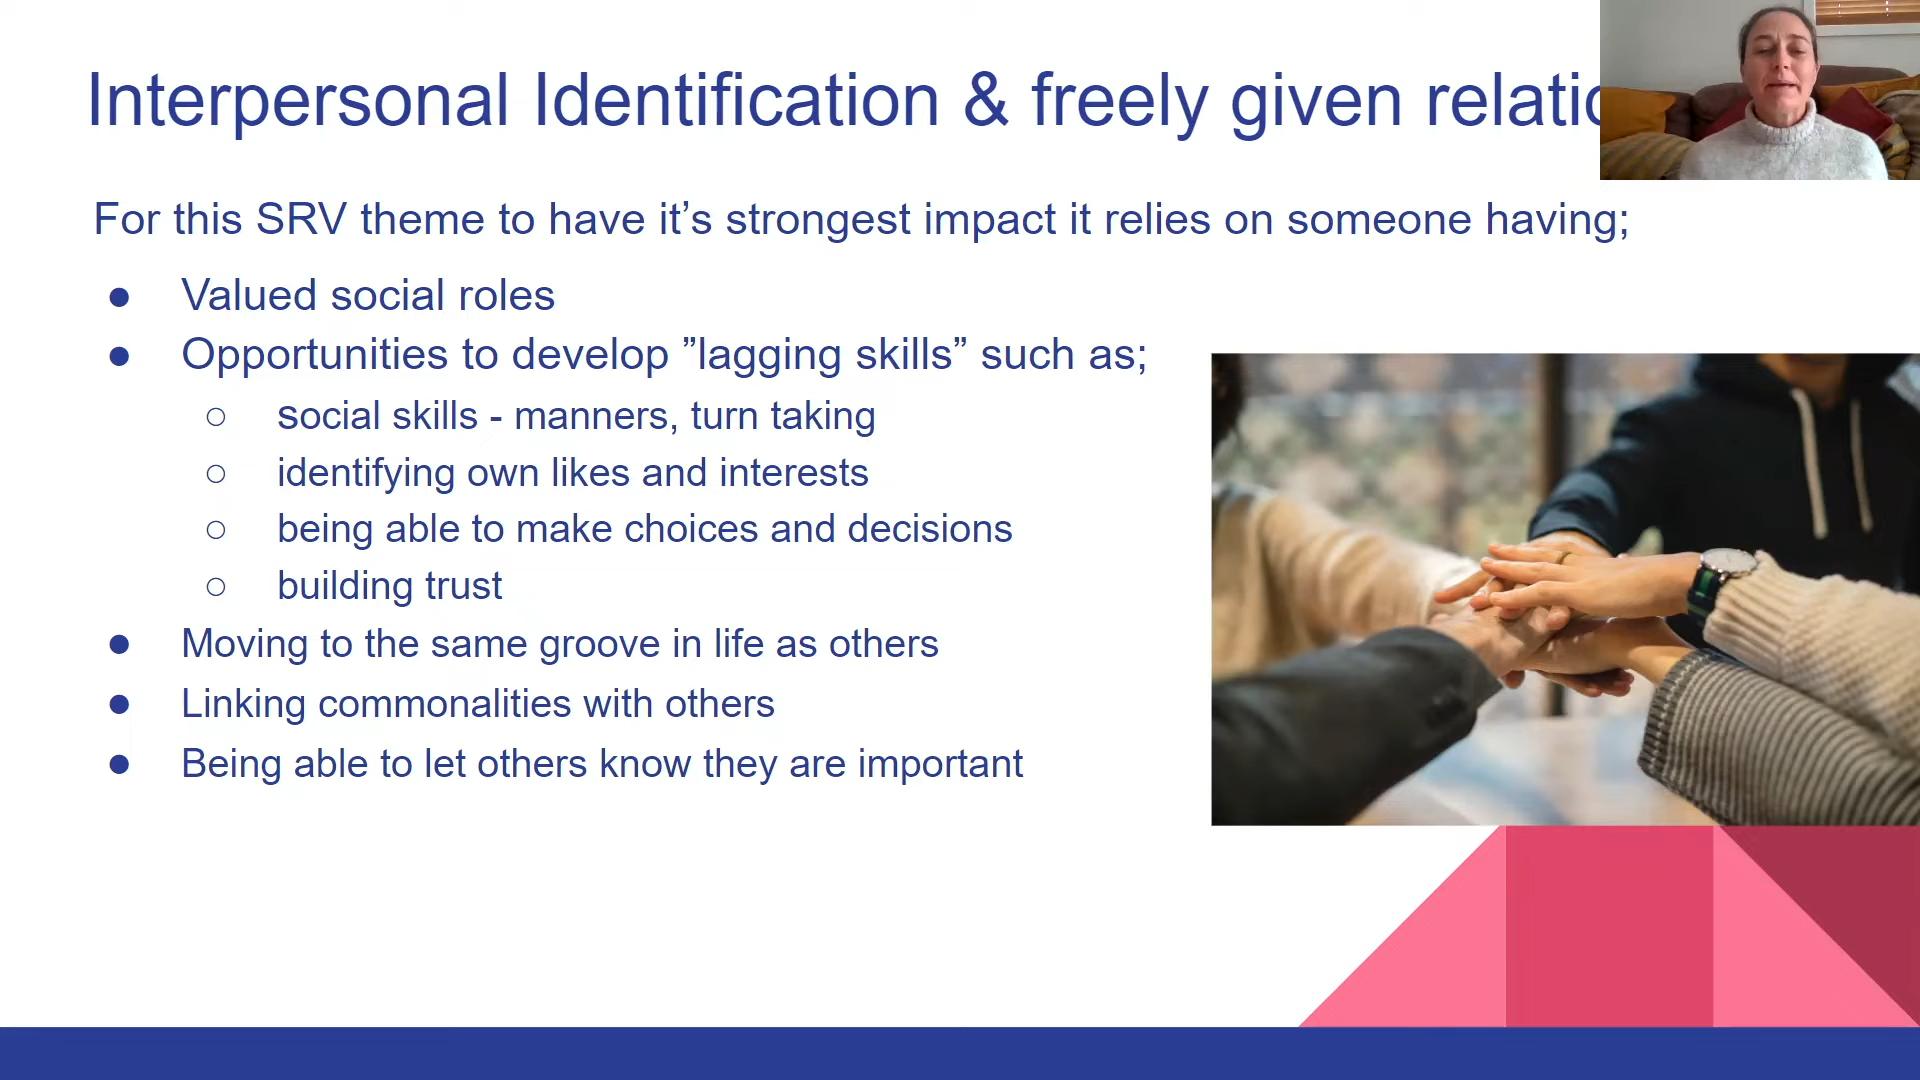 Interpersonal Identification & freely given
For this SRV theme to have it’s strongest impact it relies on someone having;
● Valued social roles
● Opportunities to develop ”lagging skills” such as;
○ social skills - manners, turn taking
○ identifying own likes and interests
○ being able to make choices and decisions
○ building trust
● Moving to the same groove in life as others
● Linking commonalities with others
● Being able to let others know they are important